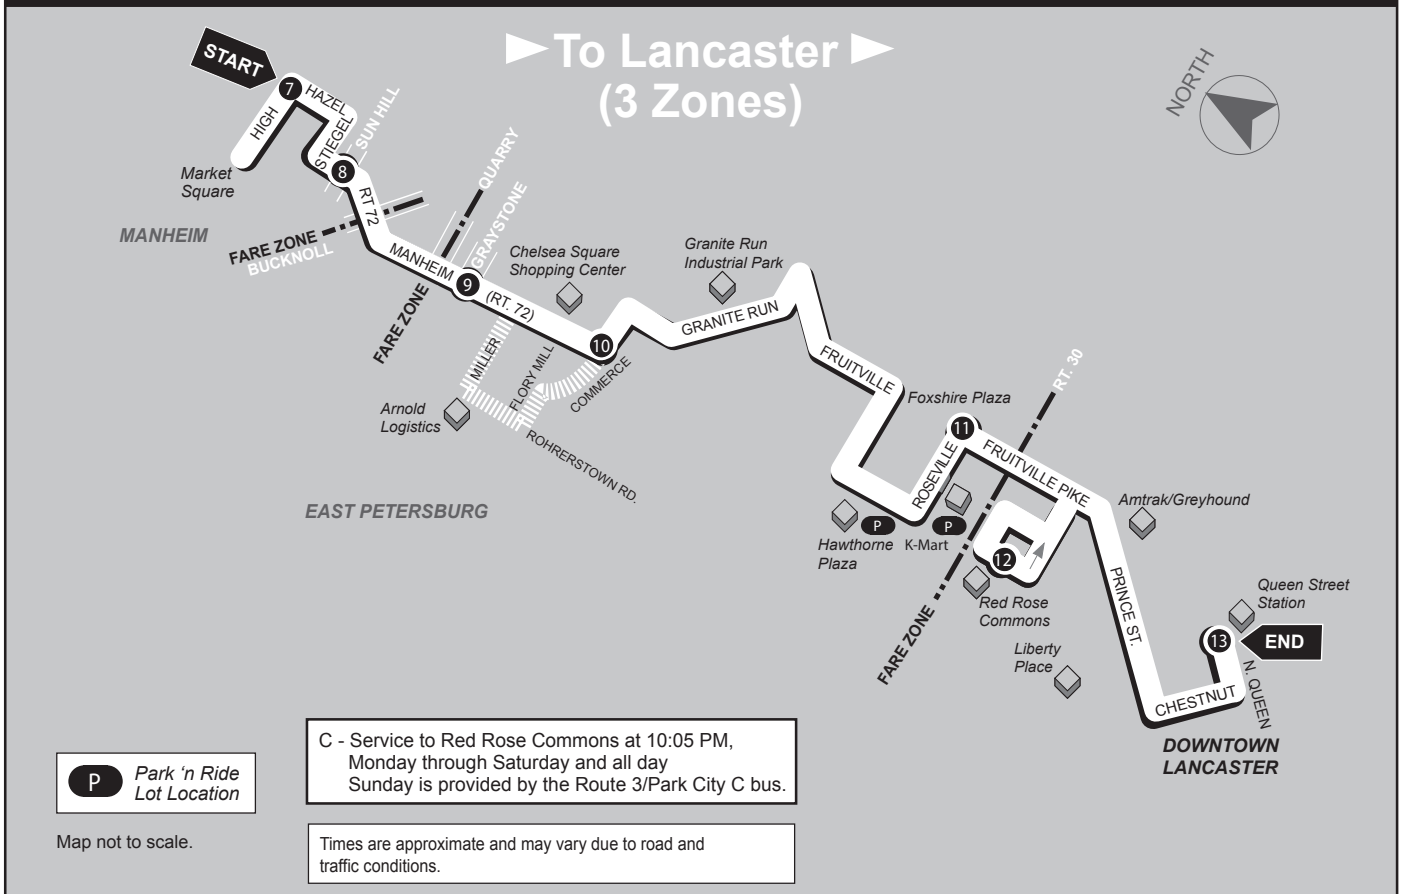 To Lancaster
(3 Zones)
NORTH
START
7
HAZEL
HIGH
STIEGEL
SUN HILL
Market
Square
8
RT 72
MANHEIM
FARE ZONE
BUCKNOLL
QUARRY
GRAYSTONE
MANHEIM
9
(RT. 72)
FARE ZONE
Chelsea Square
Shopping Center
Granite Run
Industrial Park
10
GRANITE RUN
MILLER
FLORY MILL
COMMERCE
Arnold
Logistics
ROHRERSTOWN RD.
EAST PETERSBURG
FRUITVILLE
RT. 30
Foxshire Plaza
11
ROSEVILLE
FRUITVILLE PIKE
Amtrak/Greyhound
P
P
Hawthorne
Plaza
K-Mart
12
Red Rose
Commons
FARE ZONE
PRINCE ST.
Queen Street
Station
13
END
Liberty
Place
CHESTNUT
N. QUEEN
DOWNTOWN
LANCASTER
C - Service to Red Rose Commons at 10:05 PM,
Monday through Saturday and all day
Sunday is provided by the Route 3/Park City C bus.
P
Park ‘n Ride
Lot Location
Map not to scale.
Times are approximate and may vary due to road and
traffic conditions.